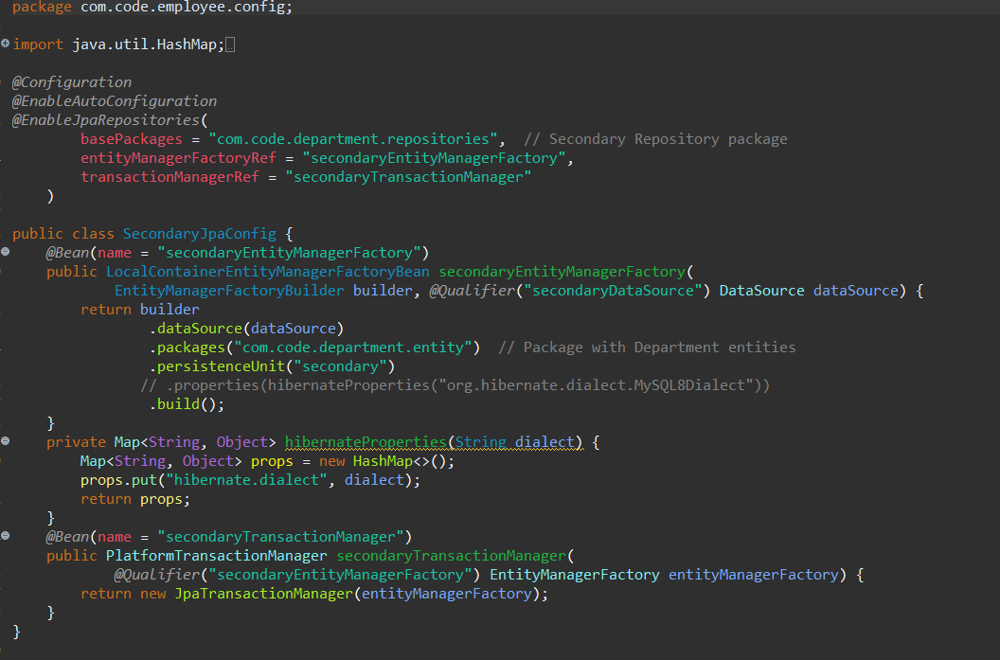 package com.code.employee.config;
import java.util.HashMap;
@Configuration
@EnableAutoConfiguration
@EnableJpaRepositories(
        basePackages = "com.code.department.repositories",  // Secondary Repository package
        entityManagerFactoryRef = "secondaryEntityManagerFactory",
        transactionManagerRef = "secondaryTransactionManager"
    )
public class SecondaryJpaConfig {
    @Bean(name = "secondaryEntityManagerFactory")
    public LocalContainerEntityManagerFactoryBean secondaryEntityManagerFactory(
            EntityManagerFactoryBuilder builder, @Qualifier("secondaryDataSource") DataSource dataSource) {
        return builder
                .dataSource(dataSource)
                .packages("com.code.department.entity")  // Package with Department entities
                .persistenceUnit("secondary")
               // .properties(hibernateProperties("org.hibernate.dialect.MySQL8Dialect"))
                .build();
    }
    private Map<String, Object> hibernateProperties(String dialect) {
        Map<String, Object> props = new HashMap<>();
        props.put("hibernate.dialect", dialect);
        return props;
    }
    @Bean(name = "secondaryTransactionManager")
    public PlatformTransactionManager secondaryTransactionManager(
            @Qualifier("secondaryEntityManagerFactory") EntityManagerFactory entityManagerFactory) {
        return new JpaTransactionManager(entityManagerFactory);
    }
}